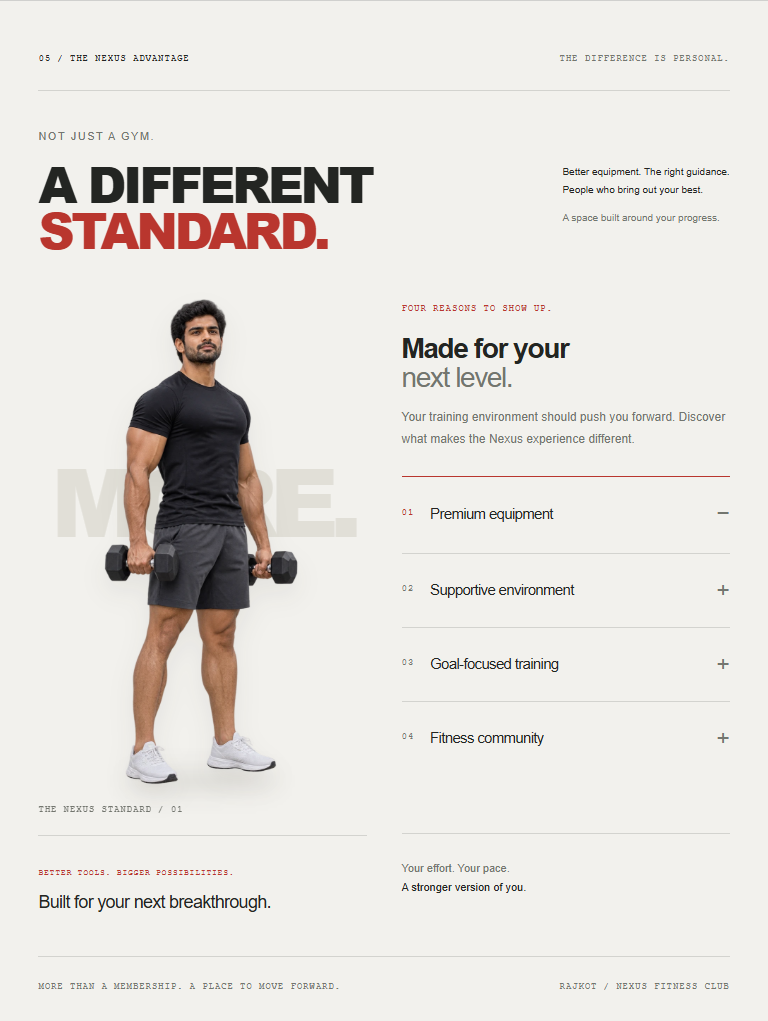 05 / THE NEXUS ADVANTAGE
THE DIFFERENCE IS PERSONAL.
NOT JUST A GYM.
A DIFFERENT
STANDARD.
Better equipment. The right guidance.
People who bring out your best.
A space built around your progress.
MORE.
THE NEXUS STANDARD / 01
BETTER TOOLS. BIGGER POSSIBILITIES.
Built for your next breakthrough.
FOUR REASONS TO SHOW UP.
Made for your
next level.
Your training environment should push you forward. Discover
what makes the Nexus experience different.
01 Premium equipment −
02 Supportive environment +
03 Goal-focused training +
04 Fitness community +
Your effort. Your pace.
A stronger version of you.
MORE THAN A MEMBERSHIP. A PLACE TO MOVE FORWARD.
RAJKOT / NEXUS FITNESS CLUB